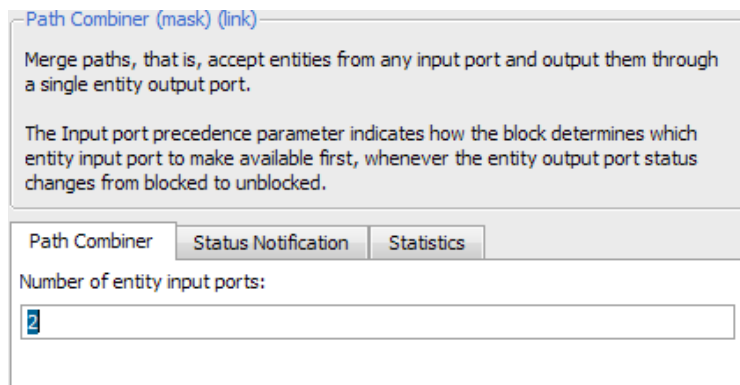 Path Combiner (mask) (link)
Merge paths, that is, accept entities from any input port and output them through
a single entity output port.
The Input port precedence parameter indicates how the block determines which
entity input port to make available first, whenever the entity output port status
changes from blocked to unblocked.
Path Combiner Status Notification Statistics
Number of entity input ports:
2